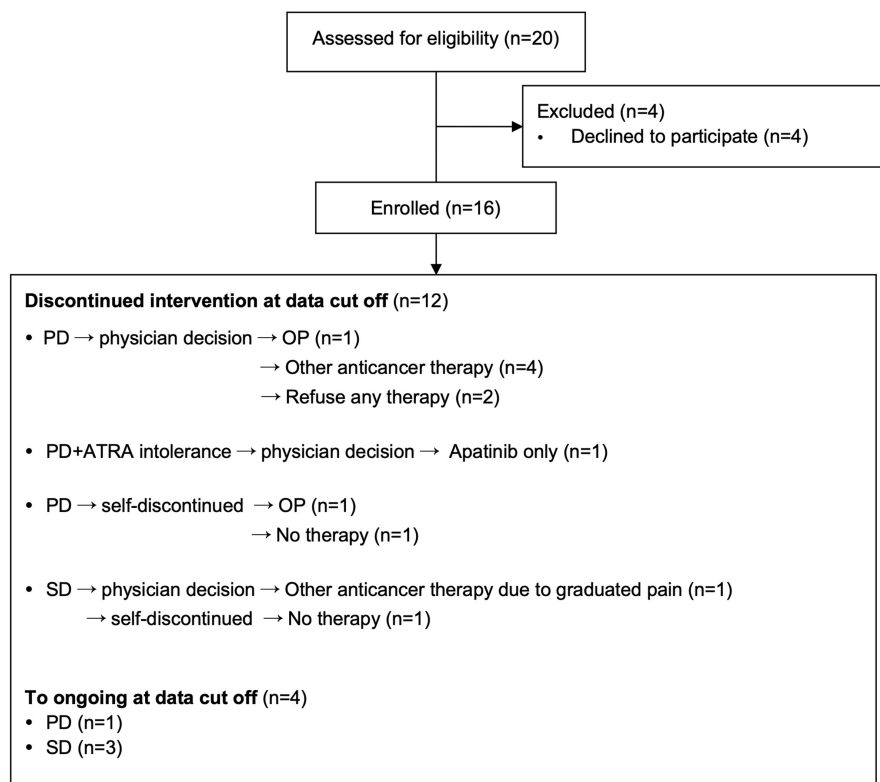 Assessed for eligibility (n=20)
Excluded (n=4)
• Declined to participate (n=4)
Enrolled (n=16)
Discontinued intervention at data cut off (n=12)
• PD → physician decision → OP (n=1)
→ Other anticancer therapy (n=4)
→ Refuse any therapy (n=2)
• PD+ATRA intolerance → physician decision → Apatinib only (n=1)
• PD → self-discontinued → OP (n=1)
→ No therapy (n=1)
• SD → physician decision → Other anticancer therapy due to graduated pain (n=1)
→ self-discontinued → No therapy (n=1)
To ongoing at data cut off (n=4)
• PD (n=1)
• SD (n=3)